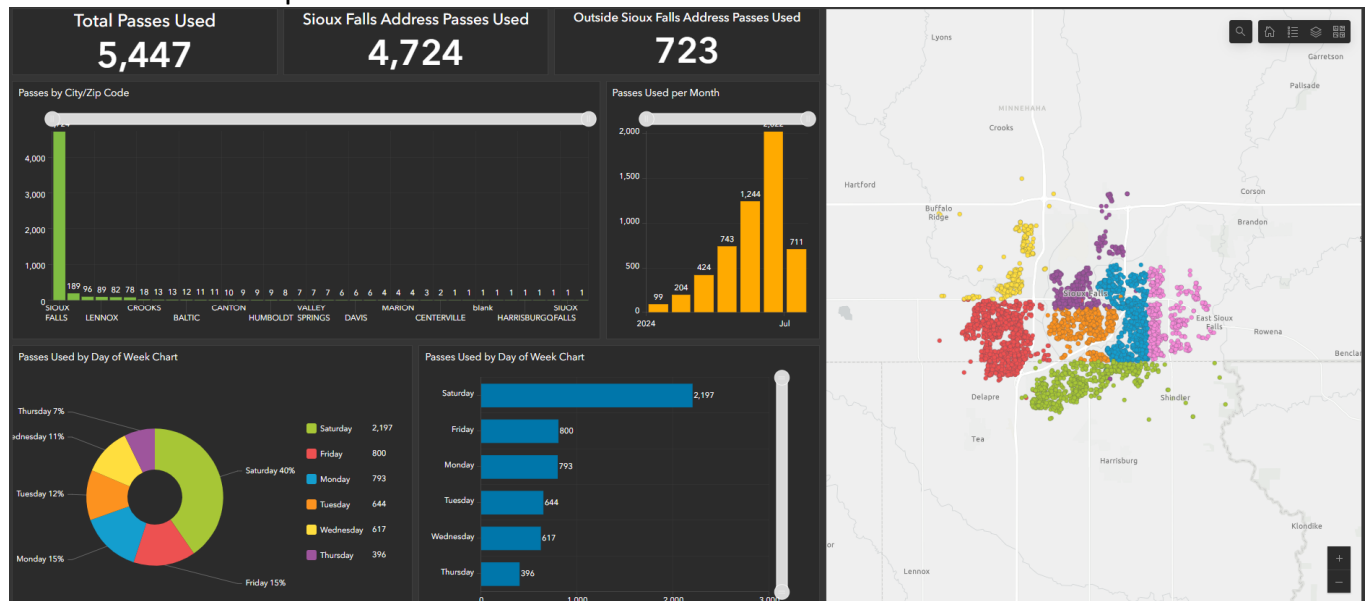 Total Passes Used
5,447
Sioux Falls Address Passes Used
4,724
Outside Sioux Falls Address Passes Used
723
Passes by City/Zip Code
4,000
3,000
2,000
1,000
0
189 96 89 82 78 18 13 13 12 11 11 10 9 9 9 8 7 7 7 6 6 6 4 4 4 3 2 1 1 1 1 1 1 1 1 1 1
SIOUX FALLS
LENNOX
CROOKS
BALTIC
CANTON
HUMBOLDT
VALLEY SPRINGS
DAVIS
MARION
CENTERVILLE
blank
HARRISBURG
Passes Used per Month
2,000
1,500
1,000
500
0
99
204
424
743
1,244
711
2024
Jul
Passes Used by Day of Week Chart
Thursday 7%
ednesday 11%
Tuesday 12%
Monday 15%
Friday 15%
Saturday 40%
Saturday 2,197
Friday 800
Monday 793
Tuesday 644
Wednesday 617
Thursday 396
Passes Used by Day of Week Chart
Saturday 2,197
Friday 800
Monday 793
Tuesday 644
Wednesday 617
Thursday 396
0 1,000 2,000 3,000
Lyons
Garretson
Palisade
MINNEHAHA
Crooks
Hartford
Corson
Buffalo
Ridge
Brandon
Sioux Falls
East Sioux
Falls
Rowena
Benclar
Delapre
Shindler
Tea
Harrisburg
Klondike
or
Lennox
+
−